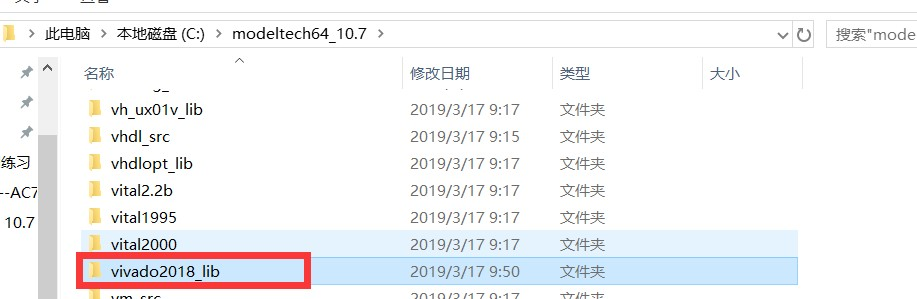 此电脑 > 本地磁盘 (C:) > modeltech64_10.7 >
搜索"mode
名称 修改日期 类型 大小
vh_ux01v_lib 2019/3/17 9:17 文件夹
vhdl_src 2019/3/17 9:15 文件夹
vhdlopt_lib 2019/3/17 9:17 文件夹
练习
vital2.2b 2019/3/17 9:17 文件夹
--AC7
vital1995 2019/3/17 9:17 文件夹
10.7
vital2000 2019/3/17 9:17 文件夹
vivado2018_lib 2019/3/17 9:50 文件夹
vm_src 2019/3/17 9:17 文件夹